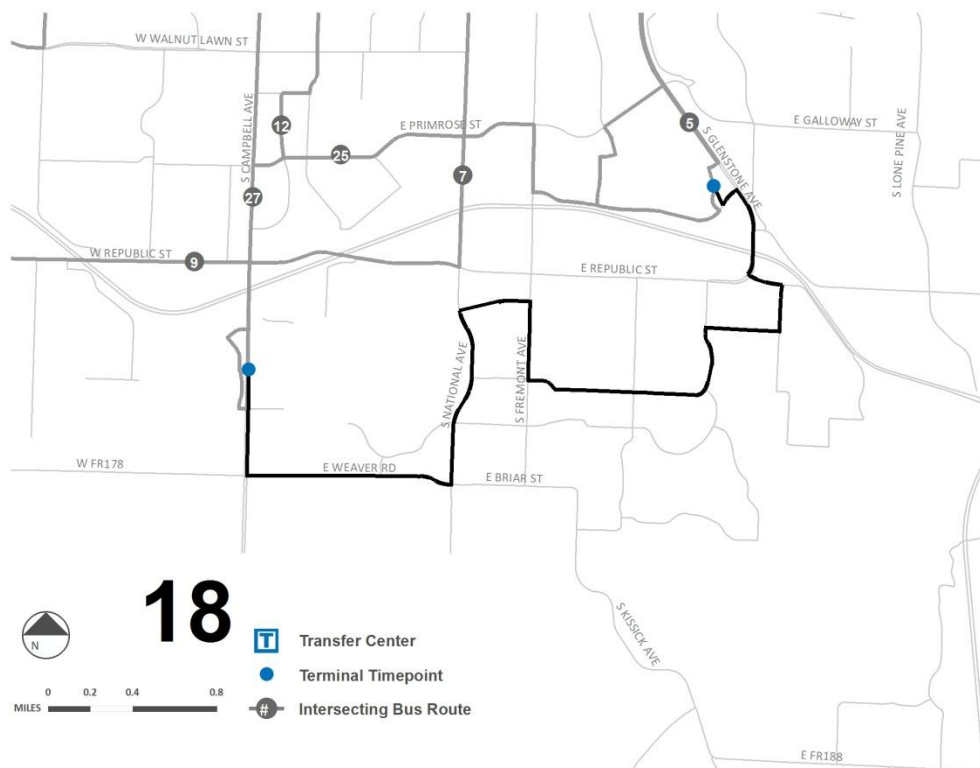 W WALNUT LAWN ST
S CAMPBELL AVE
12
E PRIMROSE ST
25
7
27
5
S GLENSTONE AVE
E GALLOWAY ST
S LONE PINE AVE
W REPUBLIC ST
9
E REPUBLIC ST
S NATIONAL AVE
S FREMONT AVE
W FR178
E WEAVER RD
E BRIAR ST
S KISSICK AVE
E FR188
18
N
T Transfer Center
Terminal Timepoint
# Intersecting Bus Route
0 0.2 0.4 0.8
MILES